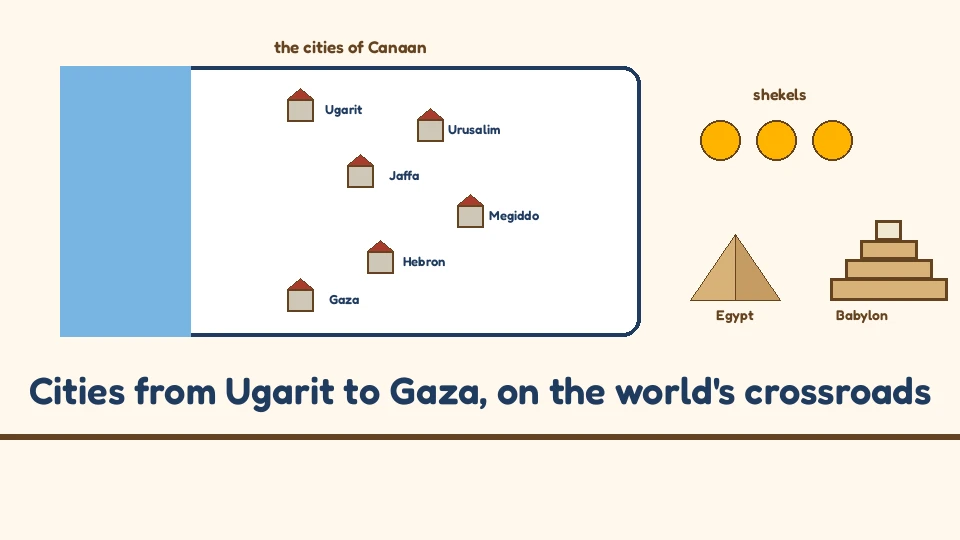 the cities of Canaan
shekels
Ugarit
Urusalim
Jaffa
Megiddo
Hebron
Gaza
Egypt
Babylon
Cities from Ugarit to Gaza, on the world's crossroads